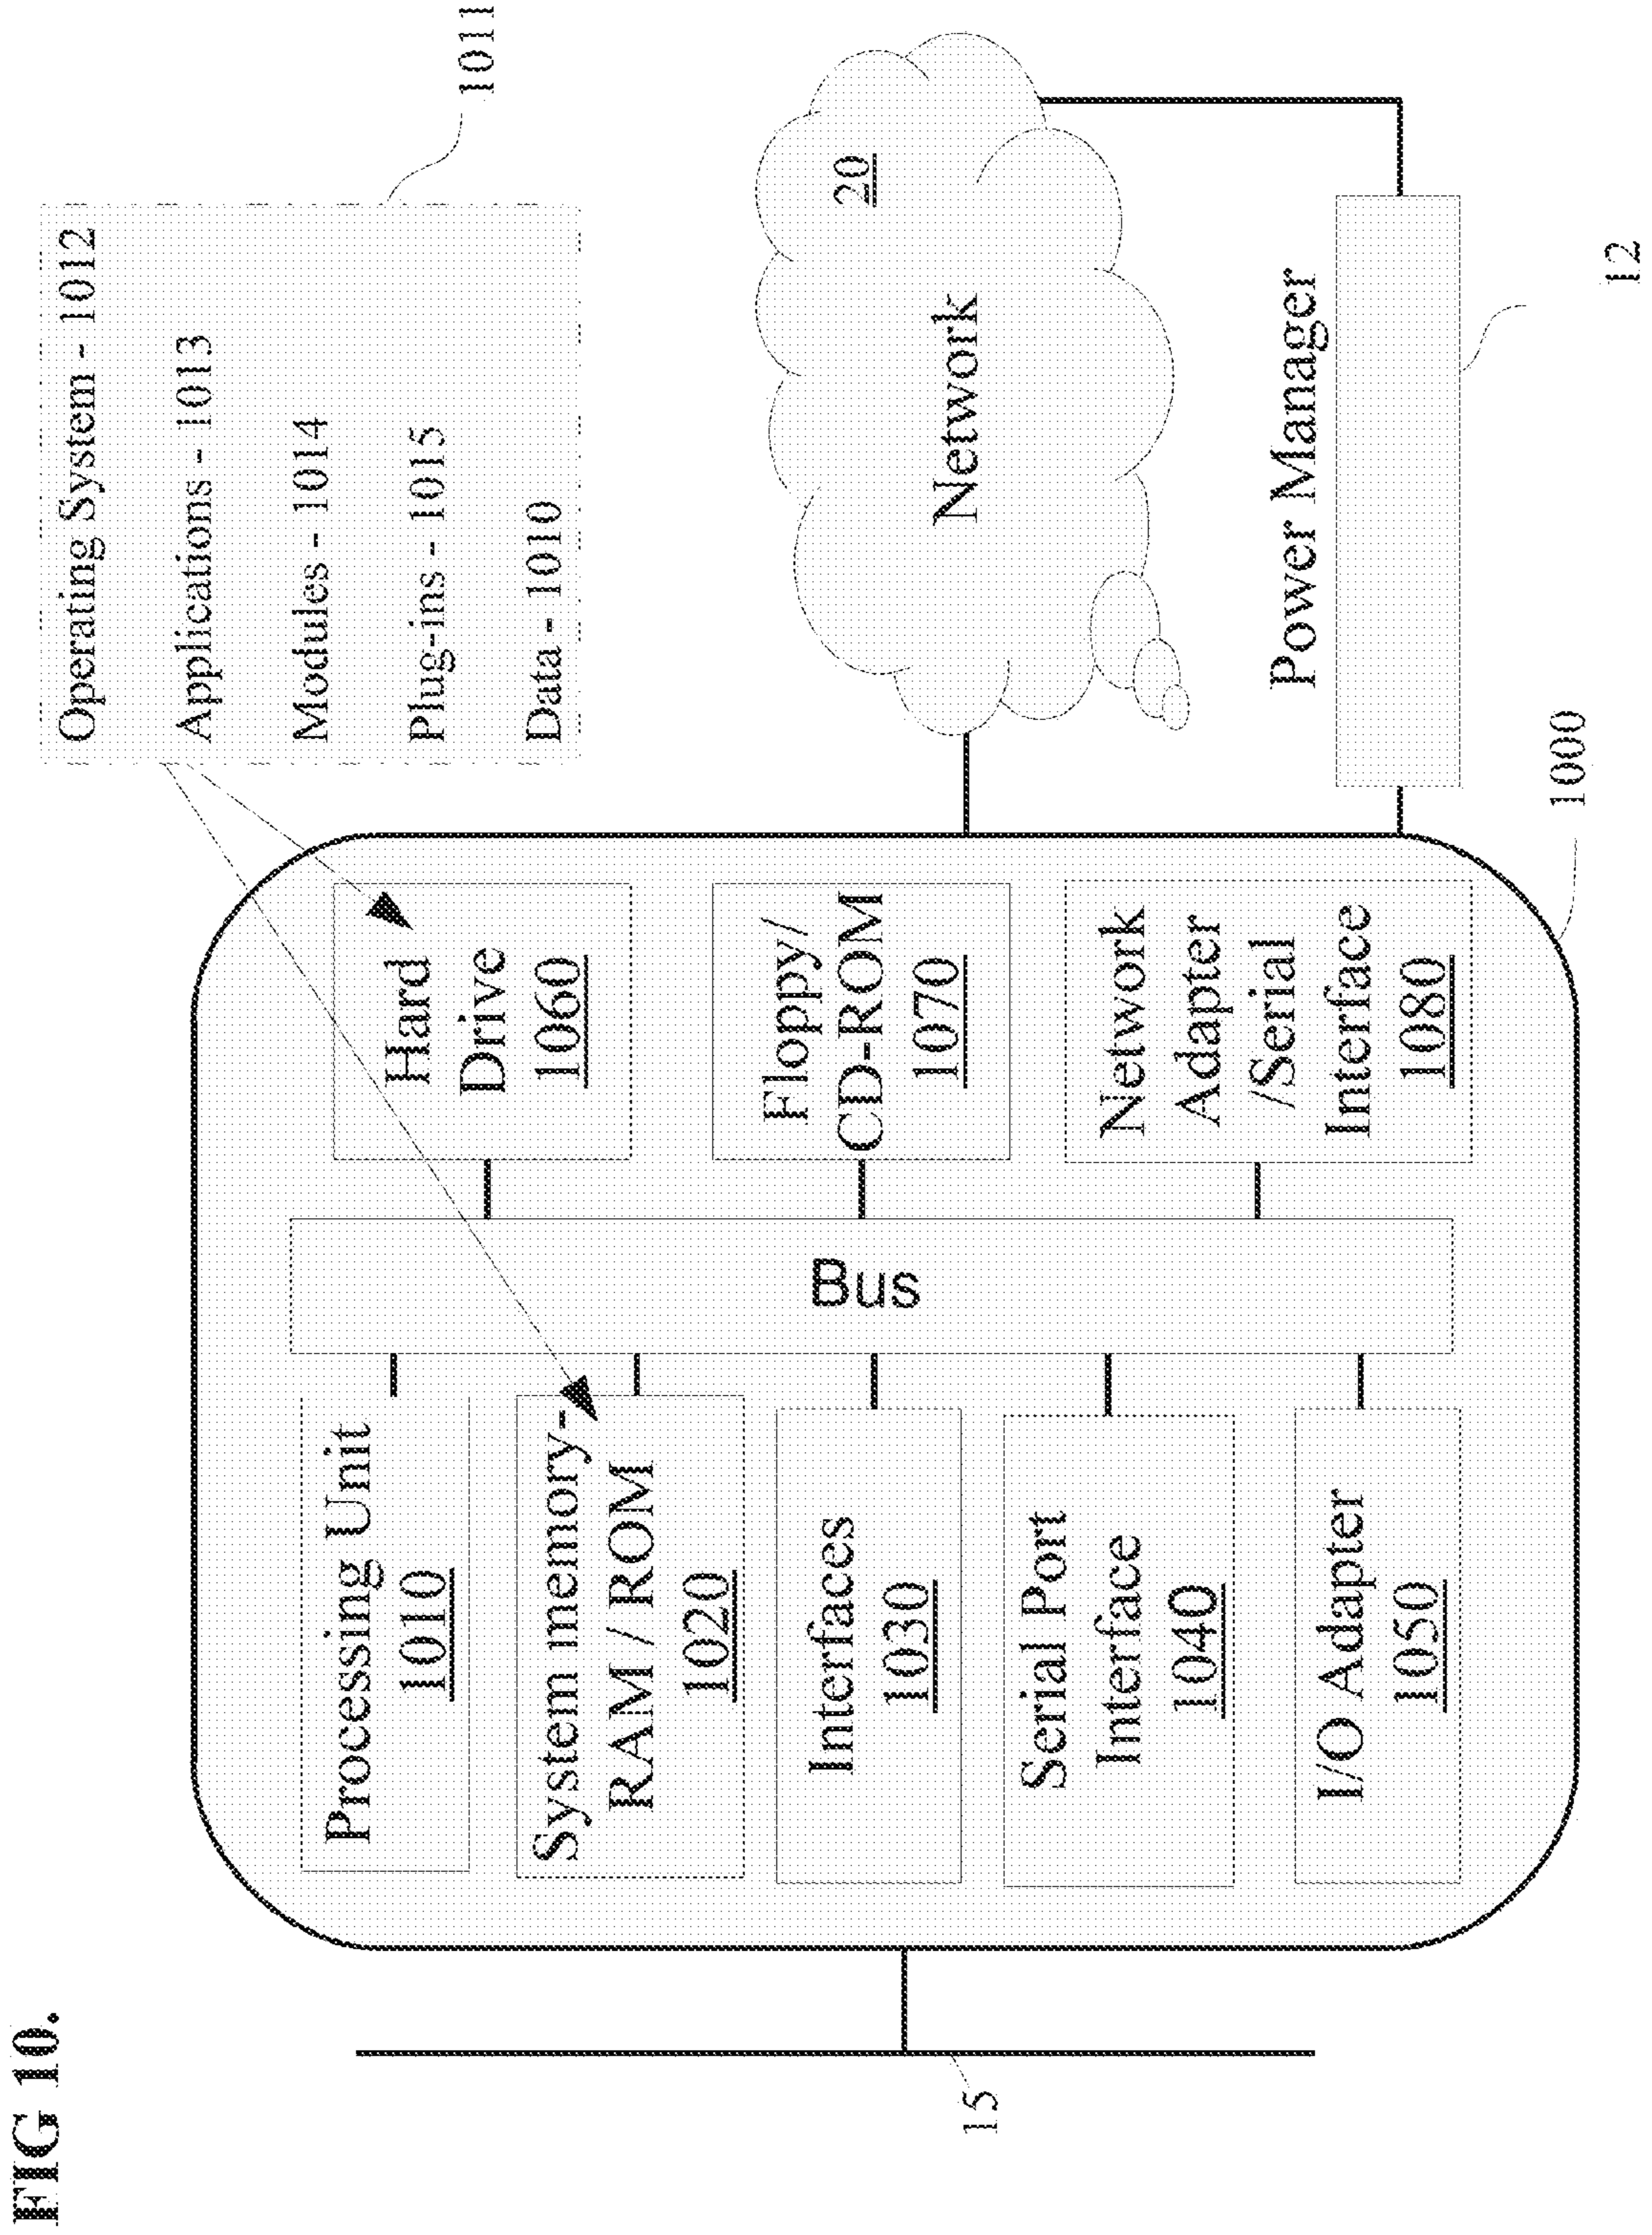 FIG 10.
Operating System - 1012
Applications - 1013
Modules - 1014
Plug-ins - 1015
Data - 1010
1011
Processing Unit
1010
System memory-
RAM / ROM
1020
Interfaces
1030
Serial Port
Interface
1040
I/O Adapter
1050
Bus
Hard
Drive
1060
Floppy/
CD-ROM
1070
Network
Adapter
/Serial
Interface
1080
20
Network
Power Manager
12
1000
15